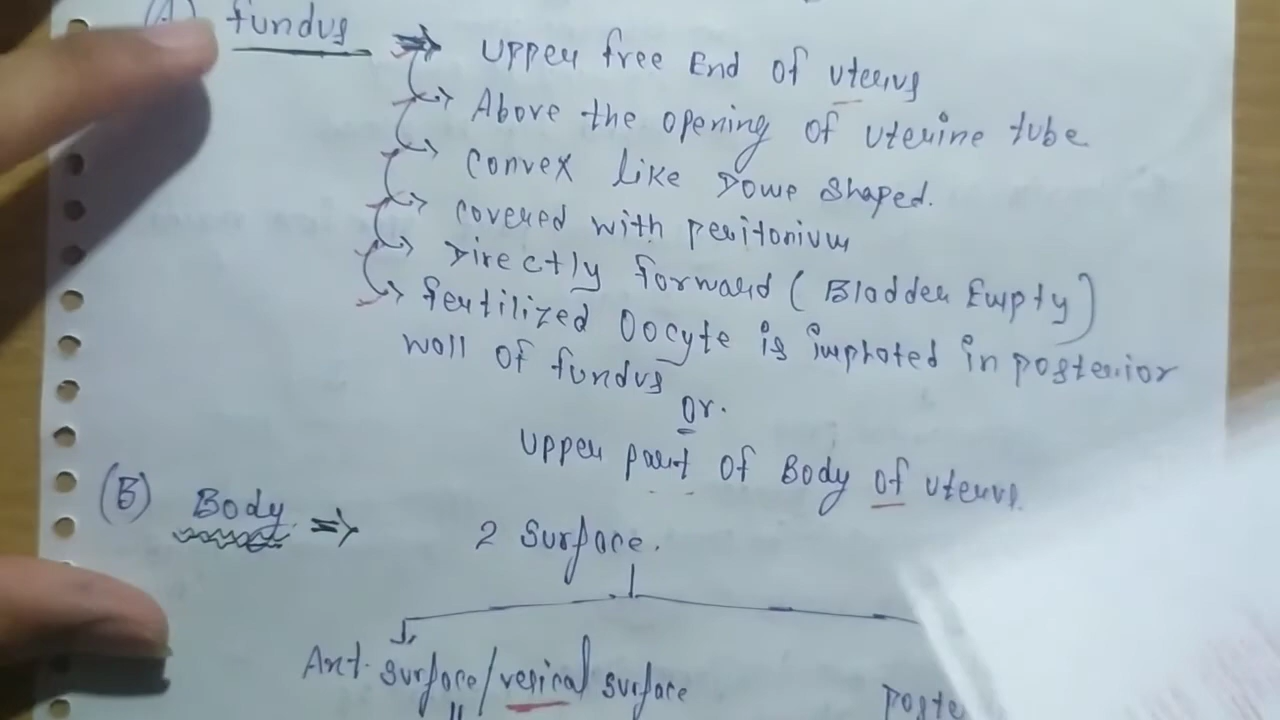 (A) fundus ⇒ Upper free End of uterus
↳ Above the opening of uterine tube
↳ Convex like Dome shaped.
↳ covered with peritonium
↳ Directly forward (Bladder Empty)
↳ fertilized Oocyte is implated in posterior
wall of fundus
or.
Upper part of Body of uterus.
(B) Body ⇒ 2 Surface.
Ant. surface/vesical surface
poste